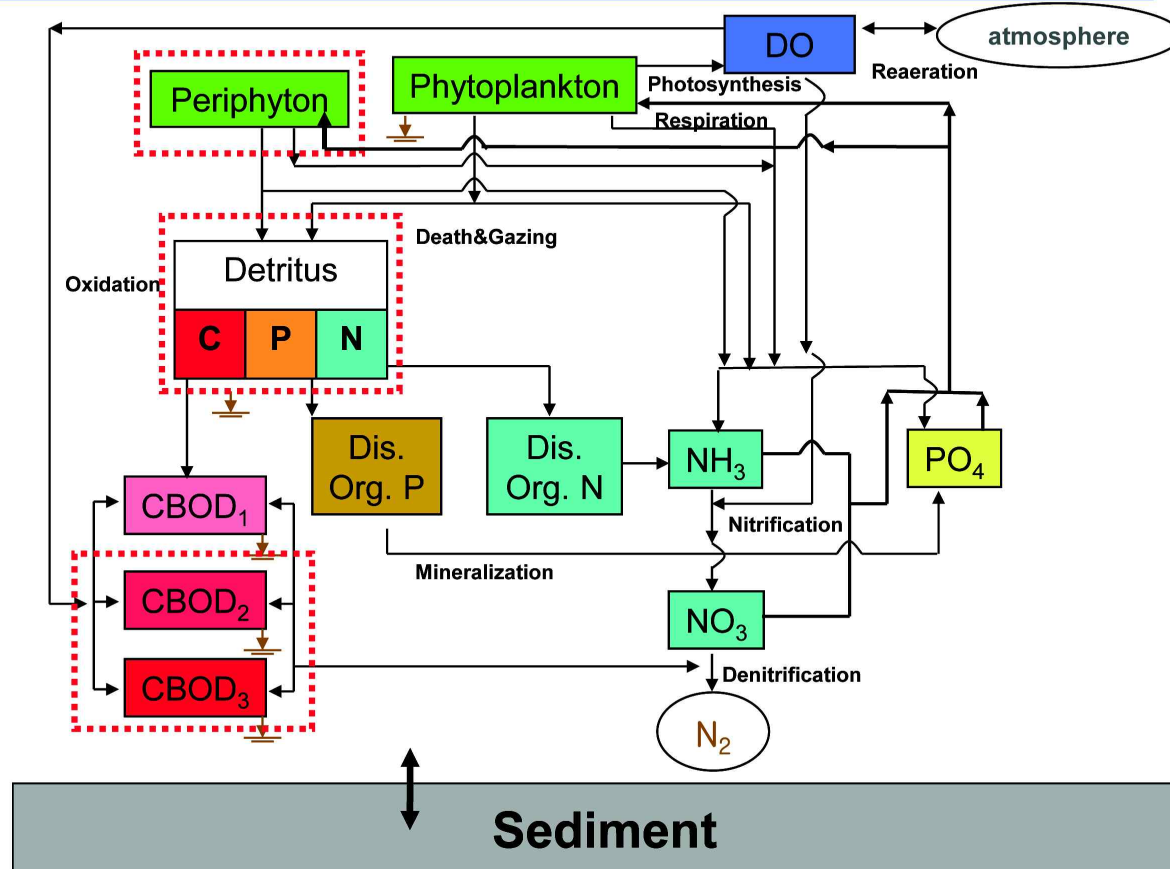 DO
atmosphere
Reaeration
Periphyton
Phytoplankton
Photosynthesis
Respiration
Death&Gazing
Oxidation
Detritus
C P N
Dis.
Org. P
Dis.
Org. N
NH₃
PO₄
CBOD₁
Nitrification
Mineralization
CBOD₂
NO₃
CBOD₃
Denitrification
N₂
Sediment